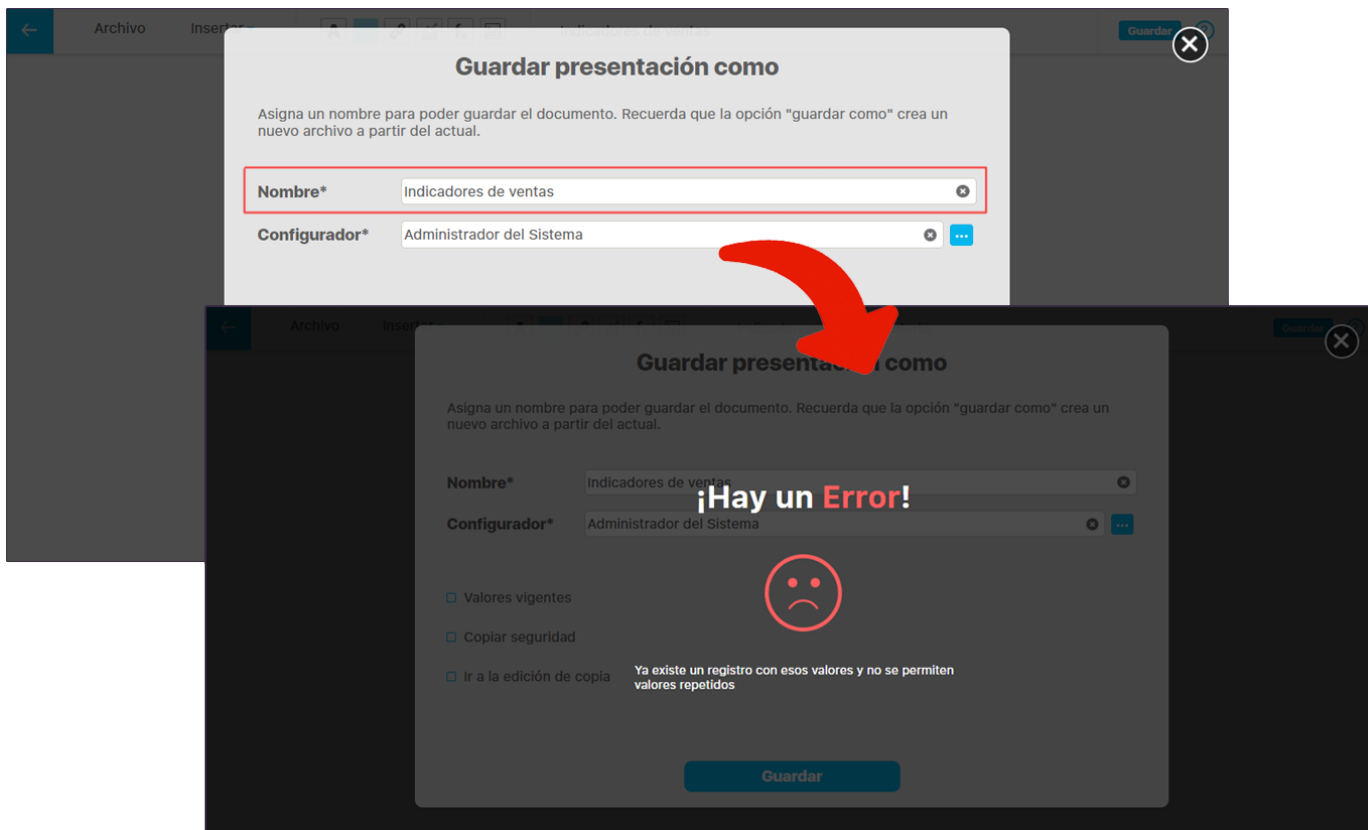 Archivo Insertar Indicadores de ventas Guardar
Guardar presentación como
Asigna un nombre para poder guardar el documento. Recuerda que la opción "guardar como" crea un
nuevo archivo a partir del actual.
Nombre* Indicadores de ventas
Configurador* Administrador del Sistema
Archivo Insertar Guardar
Guardar presentación como
Asigna un nombre para poder guardar el documento. Recuerda que la opción "guardar como" crea un
nuevo archivo a partir del actual.
Nombre* Indicadores de ventas
¡Hay un Error!
Configurador* Administrador del Sistema
Valores vigentes
Copiar seguridad
Ir a la edición de copia
Ya existe un registro con esos valores y no se permiten
valores repetidos
Guardar